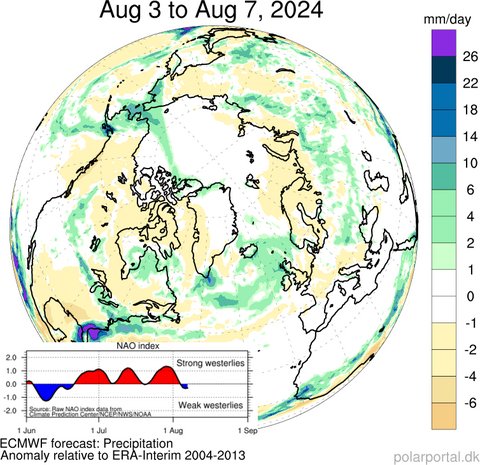 Aug 3 to Aug 7, 2024
mm/day
26
22
18
14
10
6
4
2
1
0
-1
-2
-4
-6
NAO index
2.0
1.0
0.0
-1.0
-2.0
Strong westerlies
Weak westerlies
Source: Raw NAO index data from
Climate Prediction Center/NCEP/NWS/NOAA
1 Jun
1 Jul
1 Aug
1 Sep
ECMWF forecast: Precipitation
Anomaly relative to ERA-Interim 2004-2013
polarportal.dk